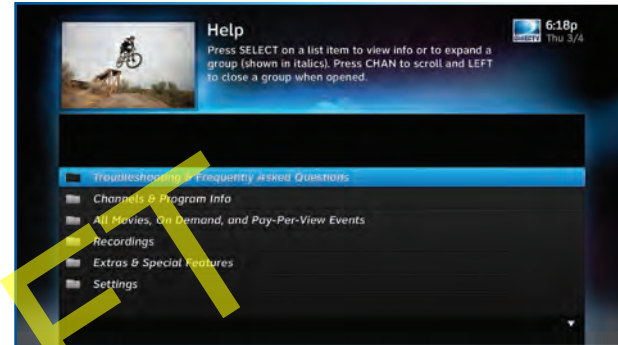 Help
Press SELECT on a list item to view info or to expand a
group (shown in italics). Press CHAN to scroll and LEFT
to close a group when opened.
DIRECTV
6:18p
Thu 3/4
Troubleshooting & Frequently Asked Questions
Channels & Program Info
All Movies, On Demand, and Pay-Per-View Events
Recordings
Extras & Special Features
Settings
FT